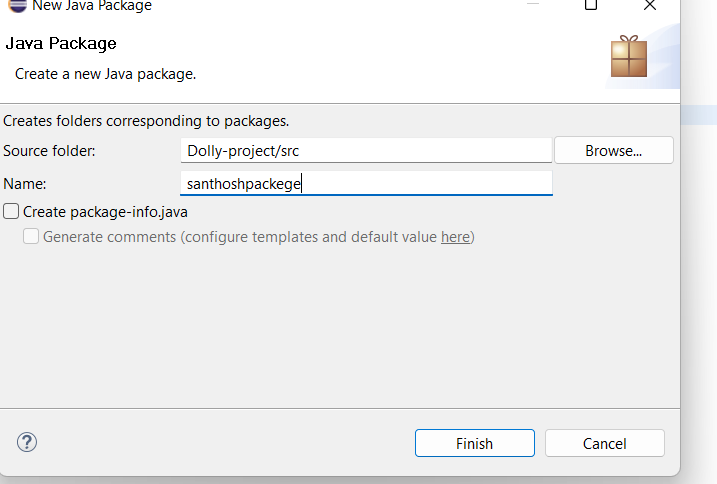 New Java Package
Java Package
Create a new Java package.
Creates folders corresponding to packages.
Source folder: Dolly-project/src Browse...
Name: santhoshpackege
Create package-info.java
Generate comments (configure templates and default value here)
? Finish Cancel